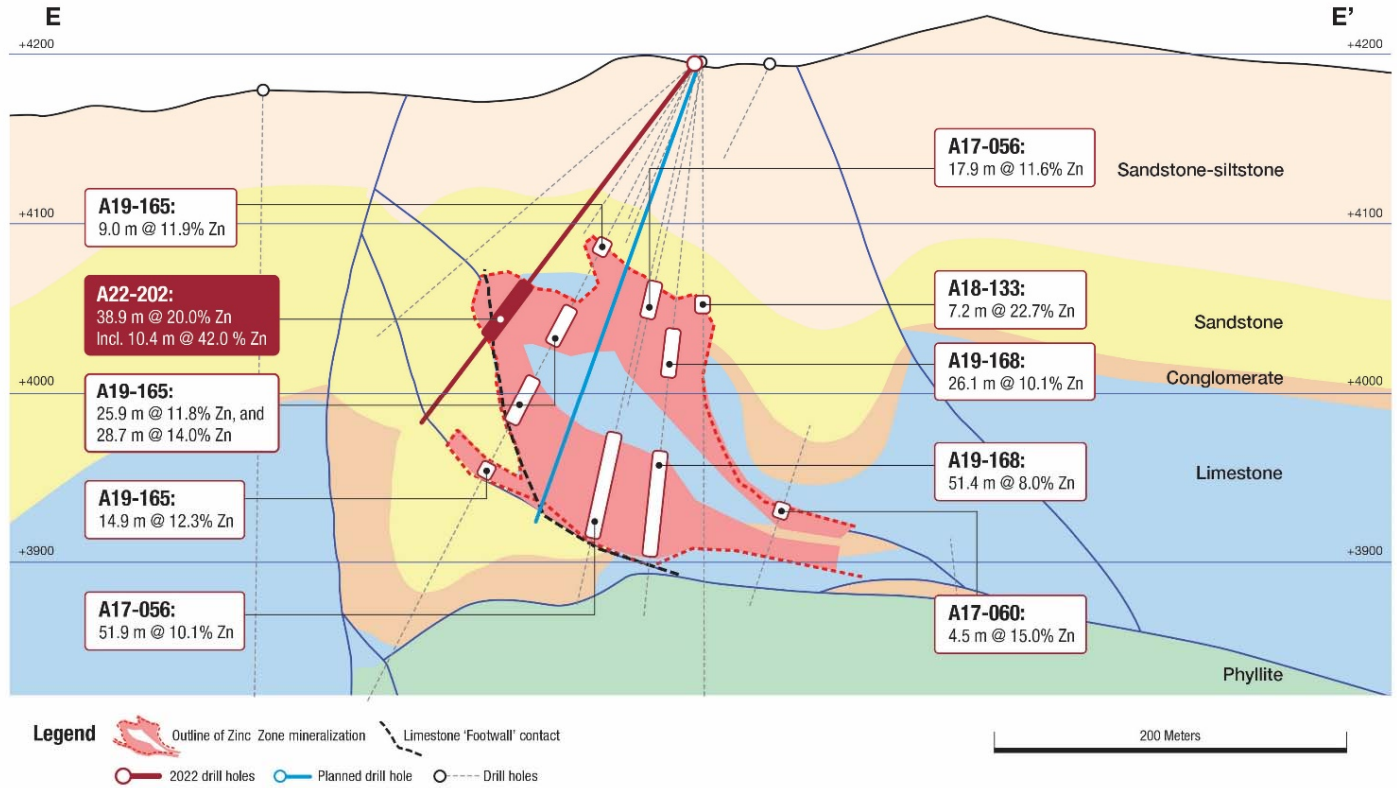 E
E’
+4200
+4200
A17-056:
17.9 m @ 11.6% Zn
Sandstone-siltstone
A19-165:
9.0 m @ 11.9% Zn
+4100
+4100
A22-202:
38.9 m @ 20.0% Zn
Incl. 10.4 m @ 42.0 % Zn
A18-133:
7.2 m @ 22.7% Zn
Sandstone
A19-168:
26.1 m @ 10.1% Zn
Conglomerate
+4000
+4000
A19-165:
25.9 m @ 11.8% Zn, and
28.7 m @ 14.0% Zn
A19-168:
51.4 m @ 8.0% Zn
Limestone
A19-165:
14.9 m @ 12.3% Zn
+3900
+3900
A17-056:
51.9 m @ 10.1% Zn
A17-060:
4.5 m @ 15.0% Zn
Phyllite
Legend
Outline of Zinc Zone mineralization
Limestone ‘Footwall’ contact
200 Meters
2022 drill holes
Planned drill hole
Drill holes